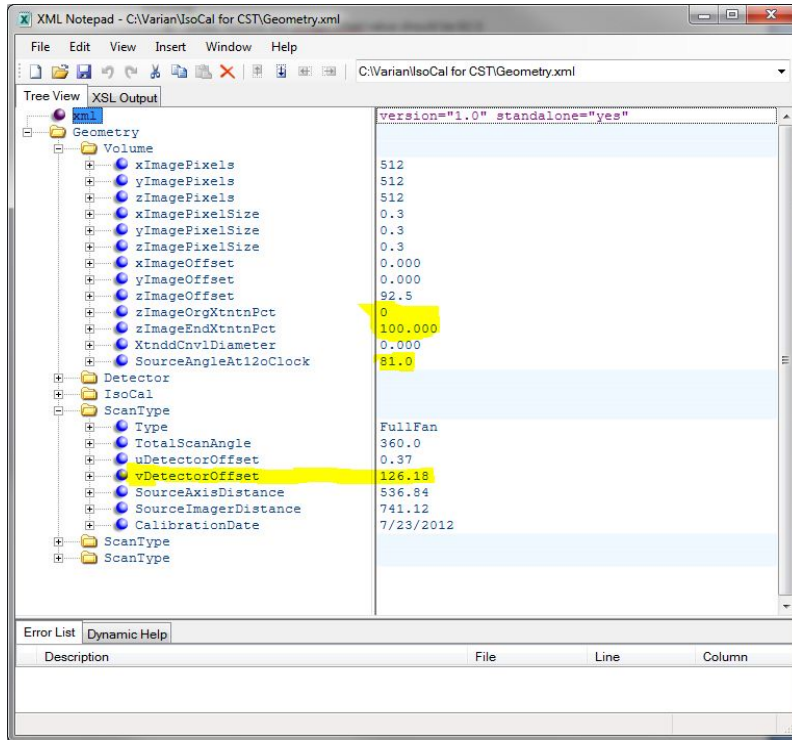 XML Notepad - C:\Varian\IsoCal for CST\Geometry.xml
File Edit View Insert Window Help
C:\Varian\IsoCal for CST\Geometry.xml
Tree View XSL Output
xml version="1.0" standalone="yes"
Geometry
Volume
xImagePixels 512
yImagePixels 512
zImagePixels 512
xImagePixelSize 0.3
yImagePixelSize 0.3
zImagePixelSize 0.3
xImageOffset 0.000
yImageOffset 0.000
zImageOffset 92.5
zImageOrgXtntnPct 0
zImageEndXtntnPct 100.000
XtnddCnvlDiameter 0.000
SourceAngleAt12oClock 81.0
Detector
IsoCal
ScanType
Type FullFan
TotalScanAngle 360.0
uDetectorOffset 0.37
vDetectorOffset 126.18
SourceAxisDistance 536.84
SourceImagerDistance 741.12
CalibrationDate 7/23/2012
ScanType
ScanType
Error List Dynamic Help
Description File Line Column